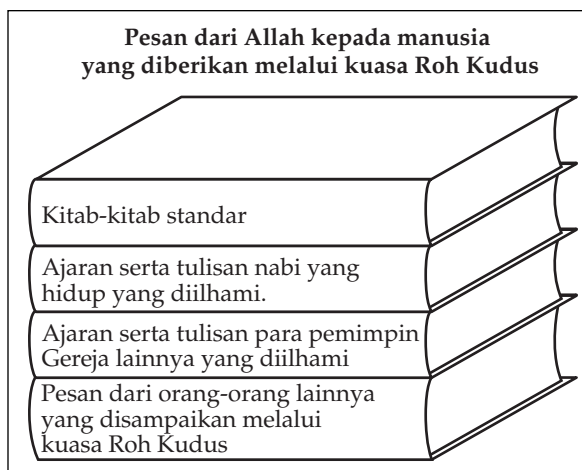 Pesan dari Allah kepada manusia
yang diberikan melalui kuasa Roh Kudus
Kitab-kitab standar
Ajaran serta tulisan nabi yang
hidup yang diilhami.
Ajaran serta tulisan para pemimpin
Gereja lainnya yang diilhami
Pesan dari orang-orang lainnya
yang disampaikan melalui
kuasa Roh Kudus